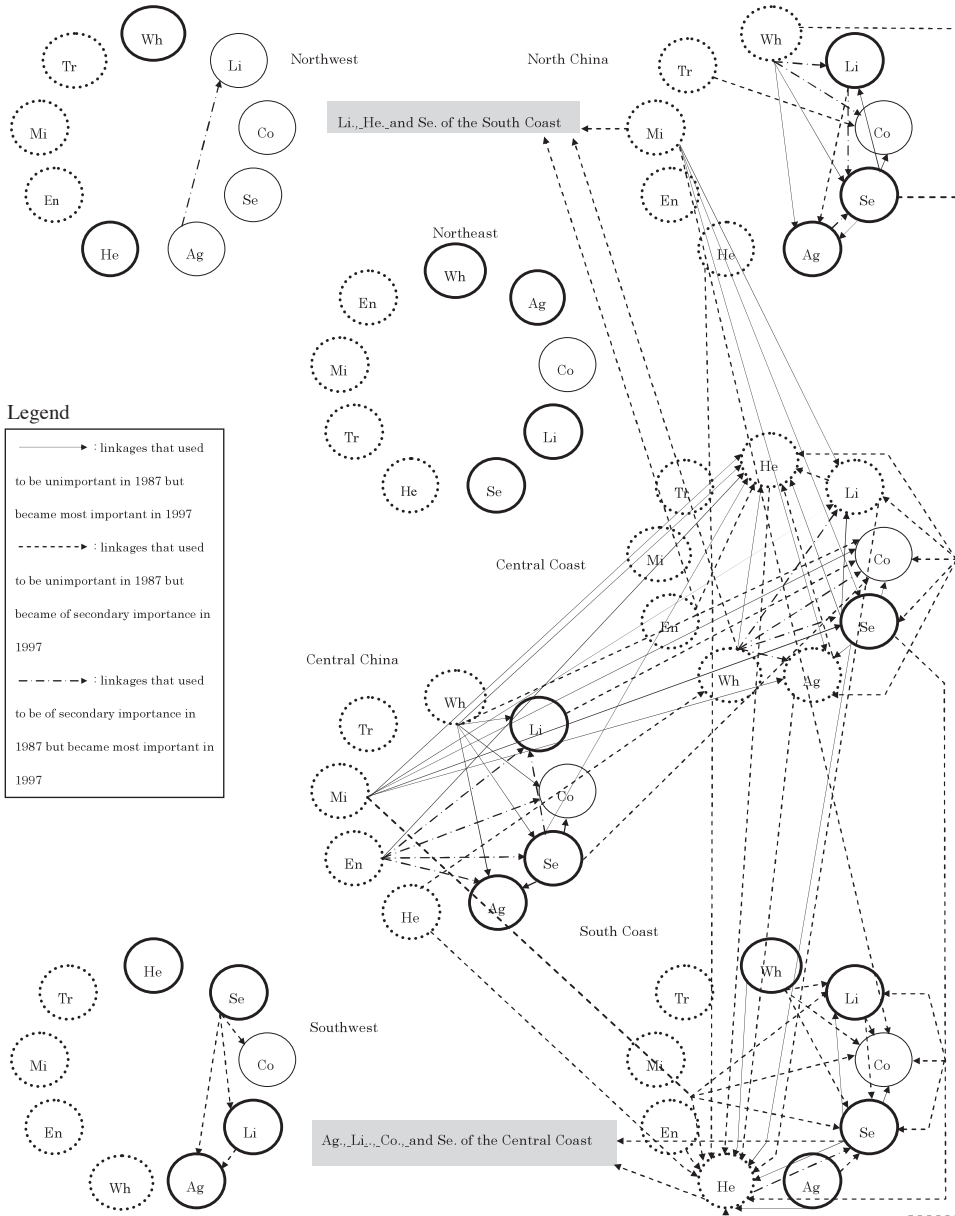 Northwest
Wh
Tr
Li
Mi
Co
En
Se
He
Ag
North China
Wh
Tr
Li
Mi
Co
En
Se
He
Ag
Li., He. and Se. of the South Coast
Northeast
Wh
En
Ag
Mi
Co
Tr
Li
He
Se
Legend
: linkages that used
to be unimportant in 1987 but
became most important in 1997
: linkages that used
to be unimportant in 1987 but
became of secondary importance in
1997
: linkages that used
to be of secondary importance in
1987 but became most important in
1997
Central Coast
He
Tr
Li
Mi
Co
En
Se
Wh
Ag
Central China
Wh
Tr
Li
Mi
Co
En
Se
He
Ag
Southwest
He
Tr
Se
Mi
Co
En
Li
Wh
Ag
South Coast
Wh
Tr
Li
Mi
Co
En
Se
He
Ag
Ag., Li.., Co., and Se. of the Central Coast